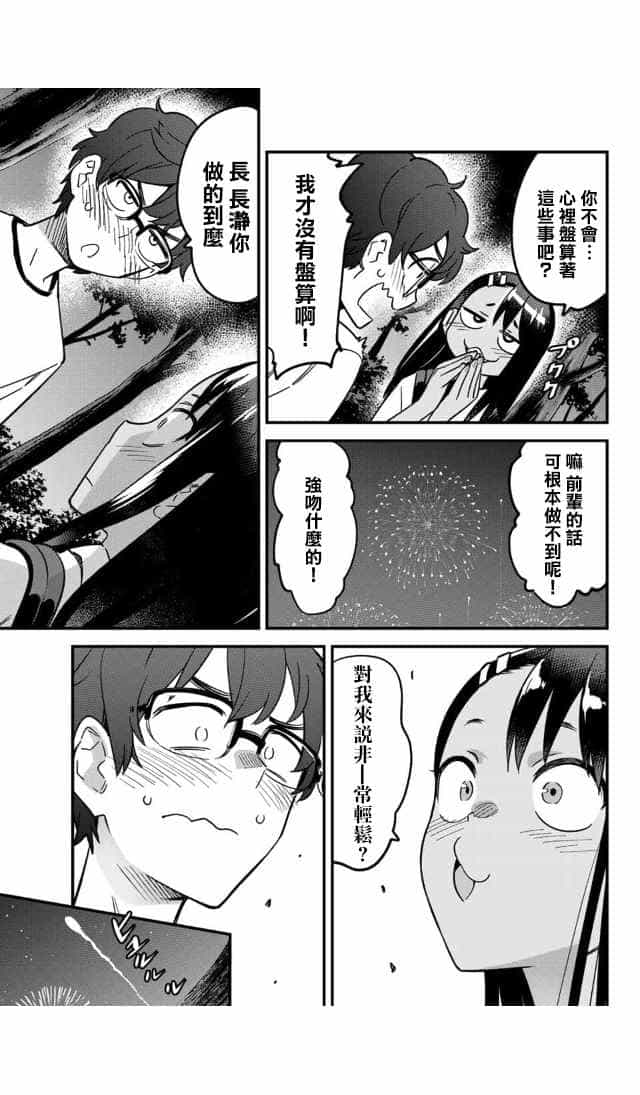 你不會…
心裡盤算著
這些事吧？
我才沒有盤算啊！
プククク
嘛 前輩的話
可根本做不到呢！
強吻什麼的！
長 長瀞你
做的到麼
對我來說非—常輕鬆？
ヒュルルル